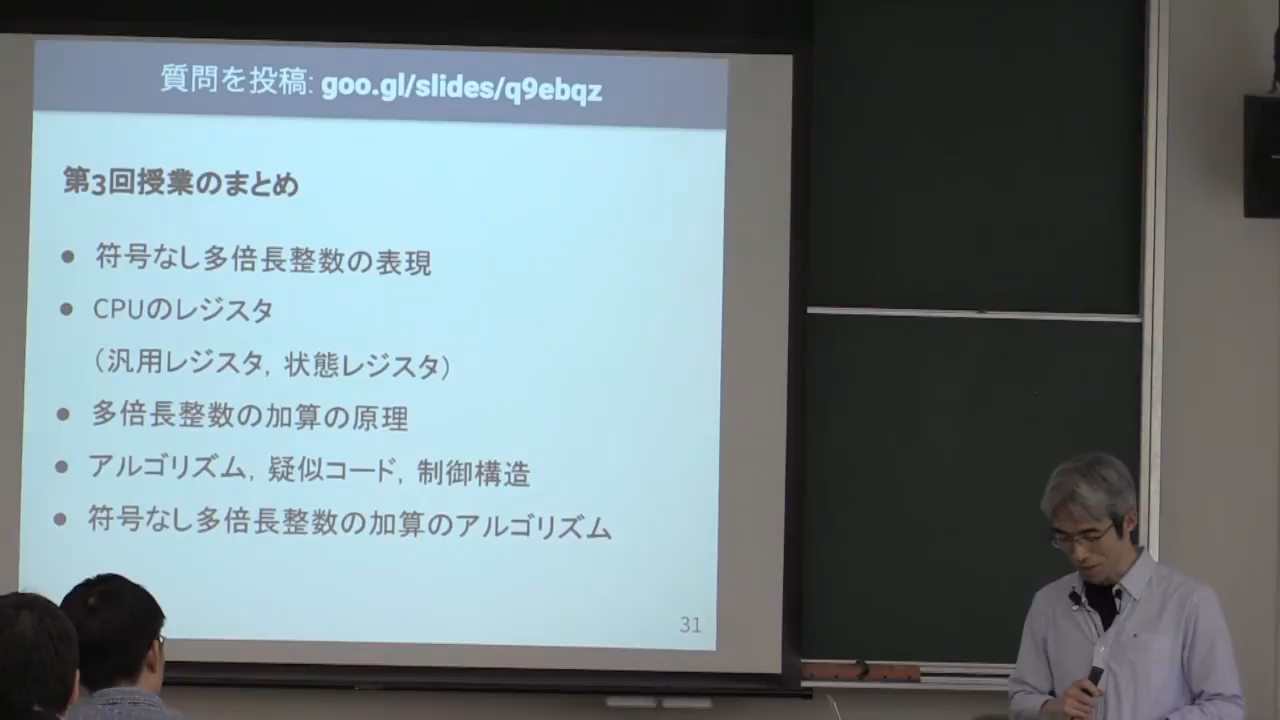 質問を投稿: goo.gl/slides/q9ebqz
第3回授業のまとめ
● 符号なし多倍長整数の表現
● CPUのレジスタ
（汎用レジスタ, 状態レジスタ）
● 多倍長整数の加算の原理
● アルゴリズム, 疑似コード, 制御構造
● 符号なし多倍長整数の加算のアルゴリズム
31